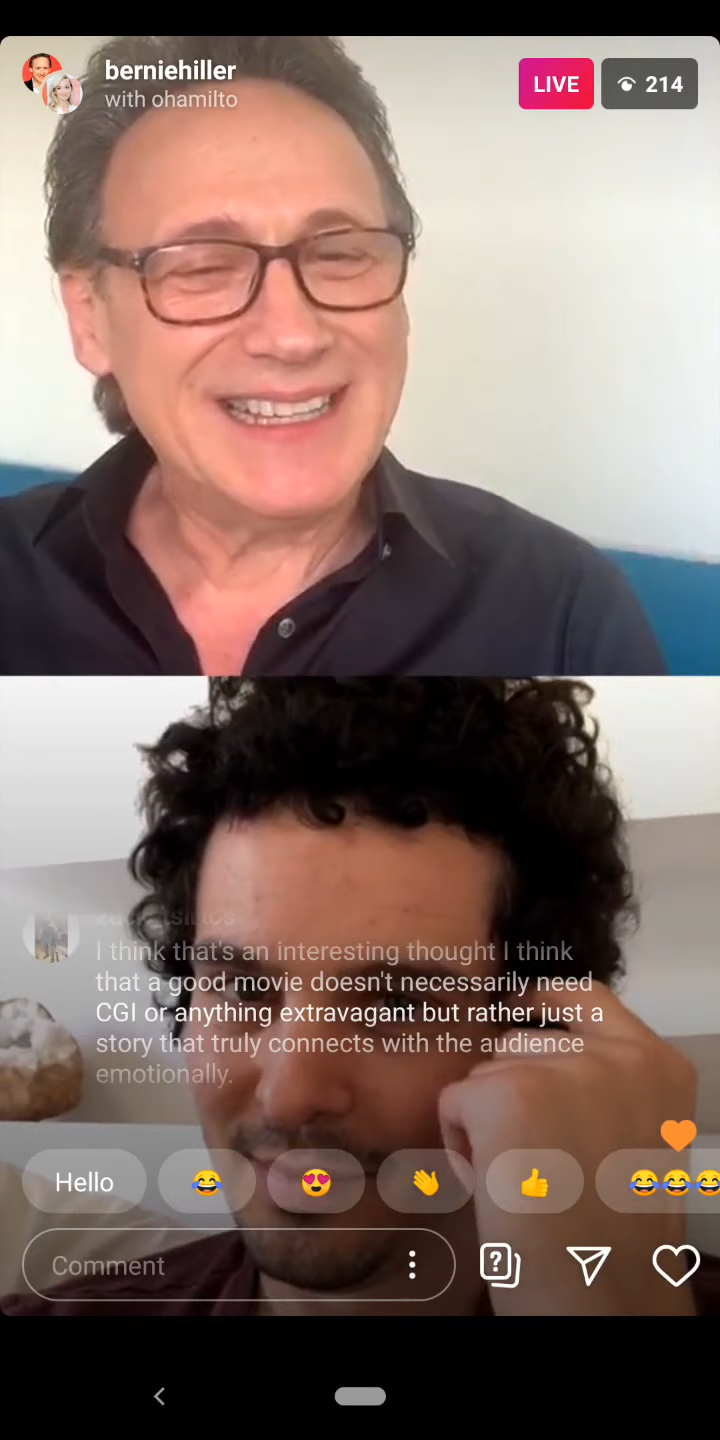 berniehiller
with ohamilto
LIVE
214
I think that's an interesting thought I think
that a good movie doesn't necessarily need
CGI or anything extravagant but rather just a
story that truly connects with the audience
emotionally.
Hello
Comment